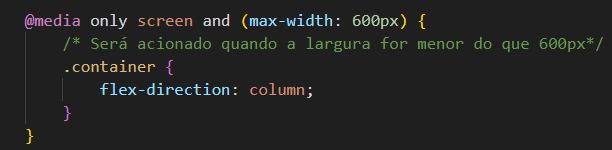 @media only screen and (max-width: 600px) {
/* Será acionado quando a largura for menor do que 600px*/
.container {
flex-direction: column;
}
}